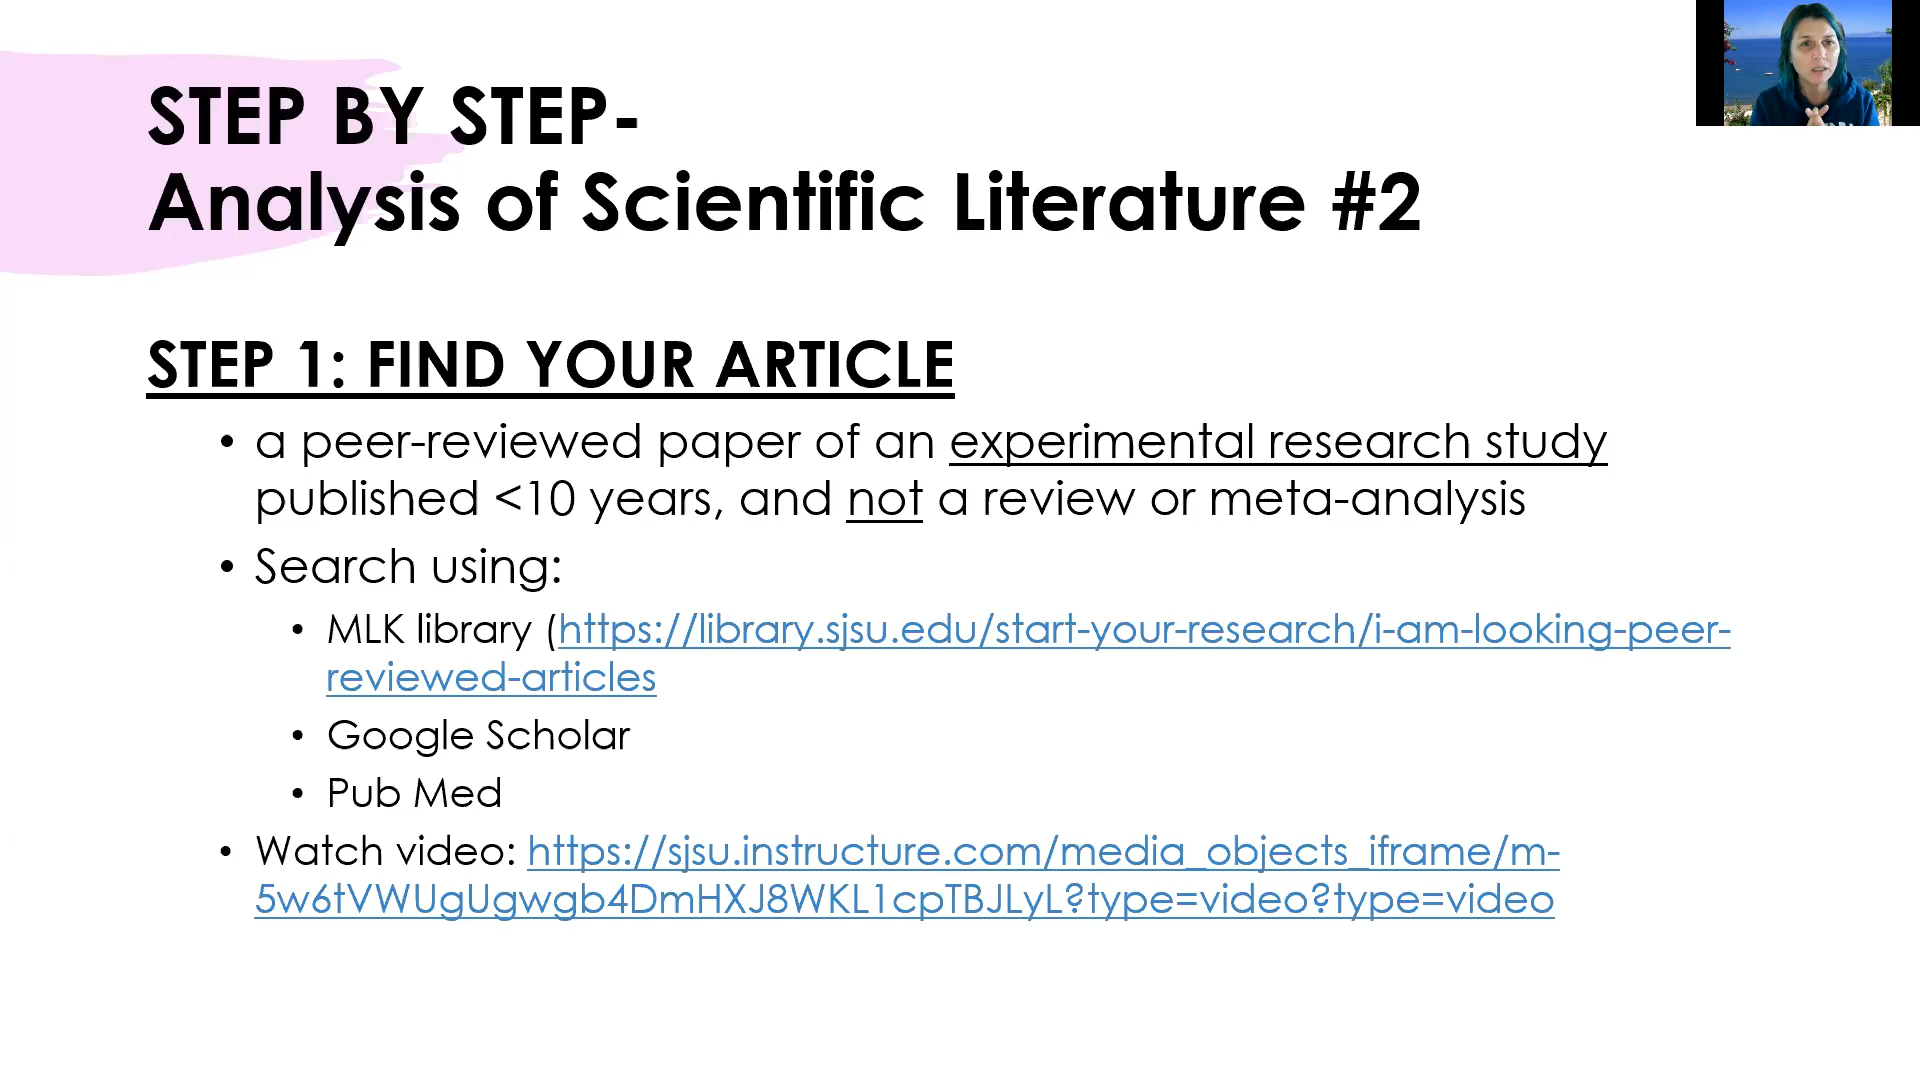 STEP BY STEP-
Analysis of Scientific Literature #2
STEP 1: FIND YOUR ARTICLE
• a peer-reviewed paper of an experimental research study
published <10 years, and not a review or meta-analysis
• Search using:
• MLK library (https://library.sjsu.edu/start-your-research/i-am-looking-peer-
reviewed-articles
• Google Scholar
• Pub Med
• Watch video: https://sjsu.instructure.com/media_objects_iframe/m-
5w6tVWUgUgwgb4DmHXJ8WKL1cpTBJLyL?type=video?type=video